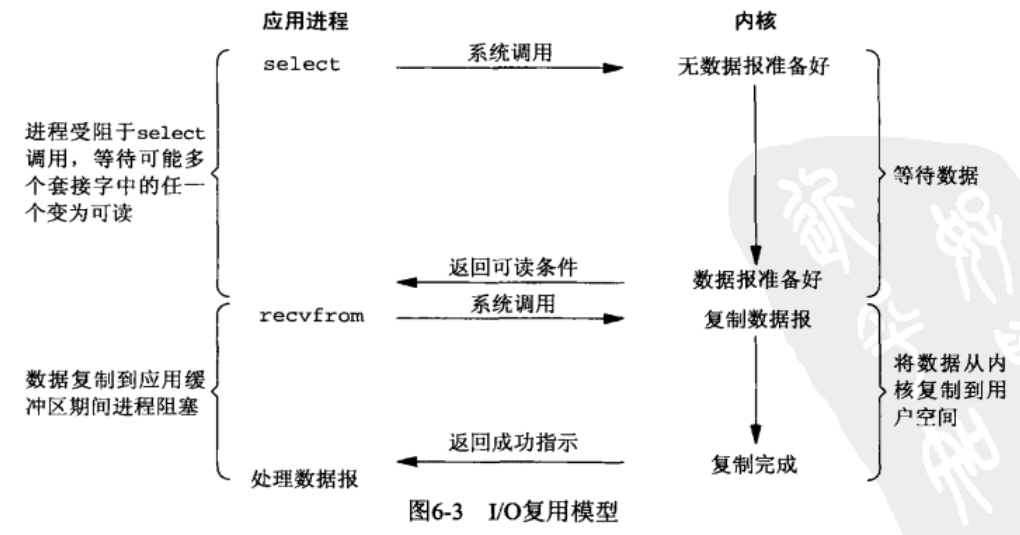 应用进程
内核
select
系统调用
无数据报准备好
进程受阻于select
调用，等待可能多
个套接字中的任一
个变为可读
等待数据
返回可读条件
数据报准备好
recvfrom
系统调用
复制数据报
数据复制到应用缓
冲区期间进程阻塞
将数据从内
核复制到用
户空间
返回成功指示
复制完成
处理数据报
图6-3 I/O复用模型